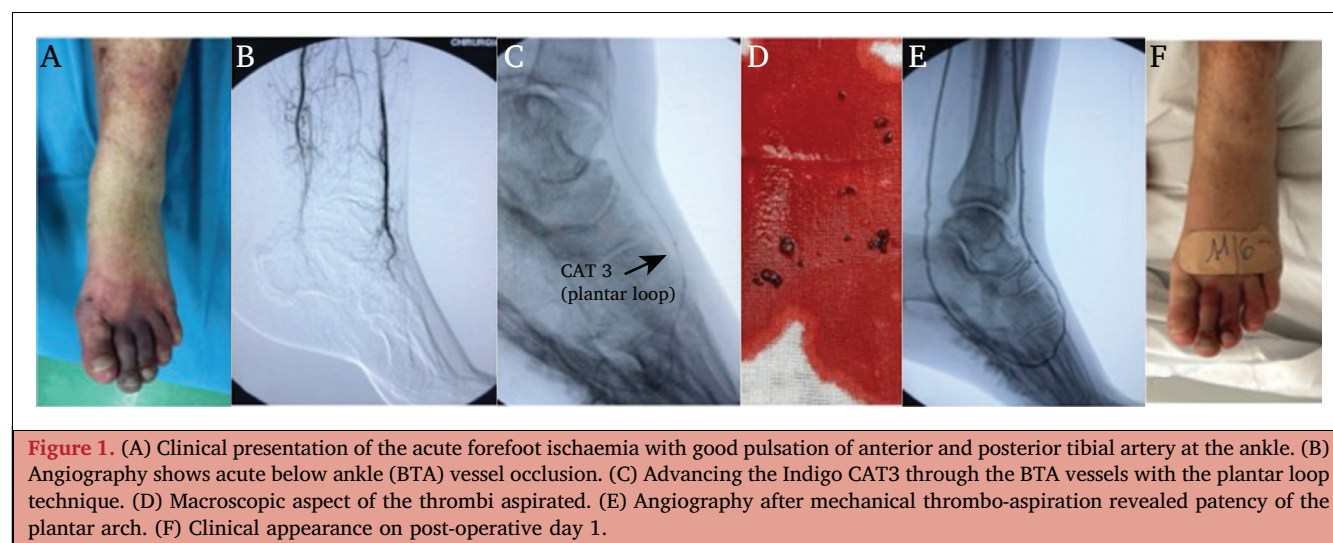 A B C D E F
CHIRURGIA
CAT 3
(plantar loop)
Figure 1. (A) Clinical presentation of the acute forefoot ischaemia with good pulsation of anterior and posterior tibial artery at the ankle. (B)
Angiography shows acute below ankle (BTA) vessel occlusion. (C) Advancing the Indigo CAT3 through the BTA vessels with the plantar loop
technique. (D) Macroscopic aspect of the thrombi aspirated. (E) Angiography after mechanical thrombo-aspiration revealed patency of the
plantar arch. (F) Clinical appearance on post-operative day 1.